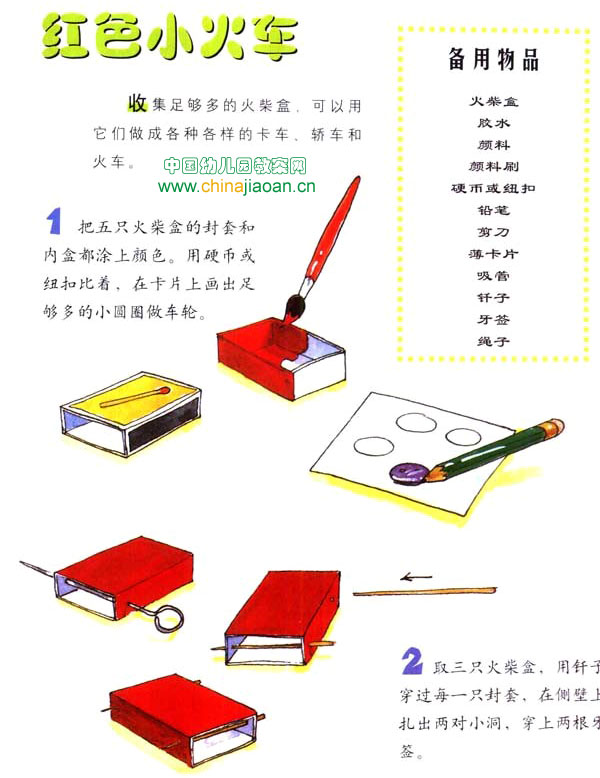 红色小火车
收集足够多的火柴盒，可以用
它们做成各种各样的卡车、轿车和
火车。
中国幼儿园教案网
www.chinajiaoan.cn
备用物品
火柴盒
胶水
颜料
颜料刷
硬币或纽扣
铅笔
剪刀
薄卡片
吸管
钎子
牙签
绳子
1 把五只火柴盒的封套和
内盒都涂上颜色。用硬币或
纽扣比着，在卡片上画出足
够多的小圆圈做车轮。
2 取三只火柴盒，用钎子
穿过每一只封套，在侧壁上
扎出两对小洞，穿上两根牙
签。